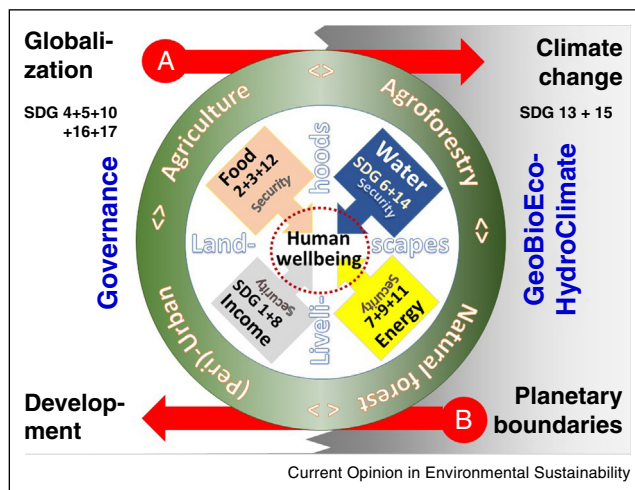 Globali-
zation
A
Climate
change
SDG 4+5+10
+16+17
SDG 13 + 15
Governance
GeoBioEco-
HydroClimate
Agriculture
<>
Agroforestry
<>
Natural forest
< >
(Peri)-Urban
<>
Food
2+3+12
Security
Water
SDG 6+14
Security
hoods
Land-
Human
wellbeing
scapes
Security
SDG 1+8
Income
Liveli-
Security
7+9+11
Energy
Develop-
ment
B
Planetary
boundaries
Current Opinion in Environmental Sustainability